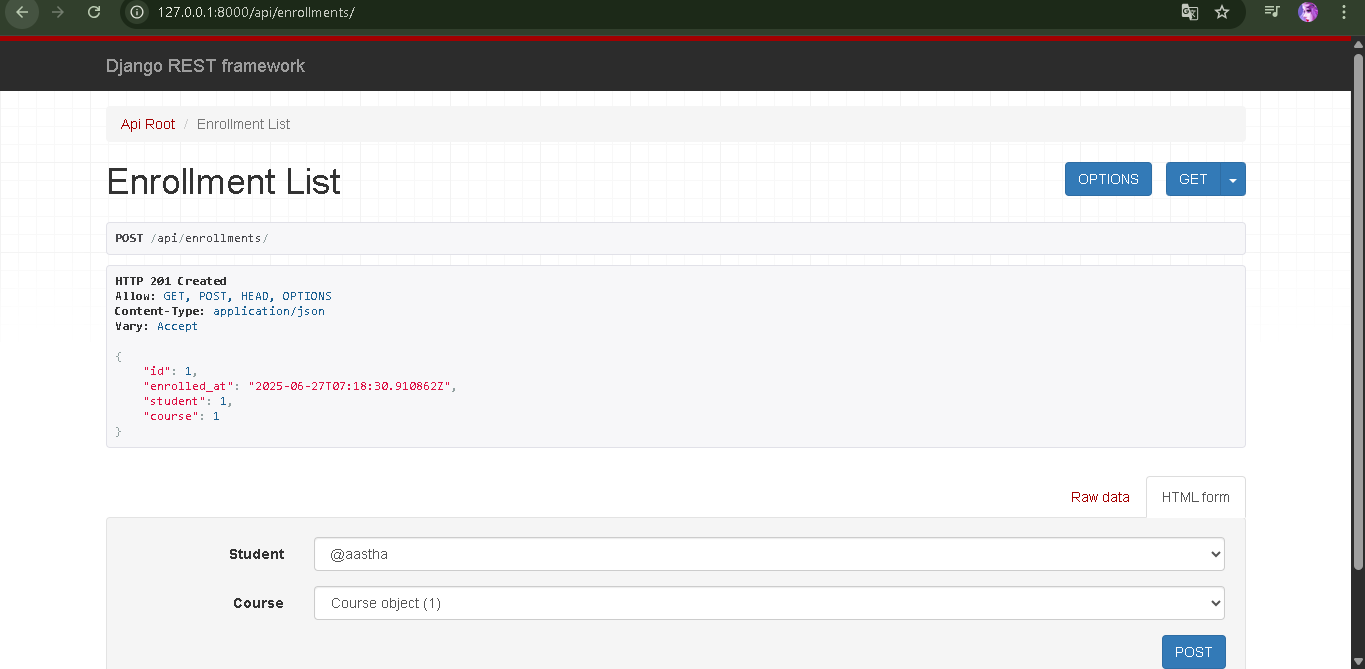 127.0.0.1:8000/api/enrollments/
Django REST framework
Api Root / Enrollment List
Enrollment List
OPTIONS
GET
POST /api/enrollments/
HTTP 201 Created
Allow: GET, POST, HEAD, OPTIONS
Content-Type: application/json
Vary: Accept
{
    "id": 1,
    "enrolled_at": "2025-06-27T07:18:30.910862Z",
    "student": 1,
    "course": 1
}
Raw data
HTML form
Student
@aastha
Course
Course object (1)
POST